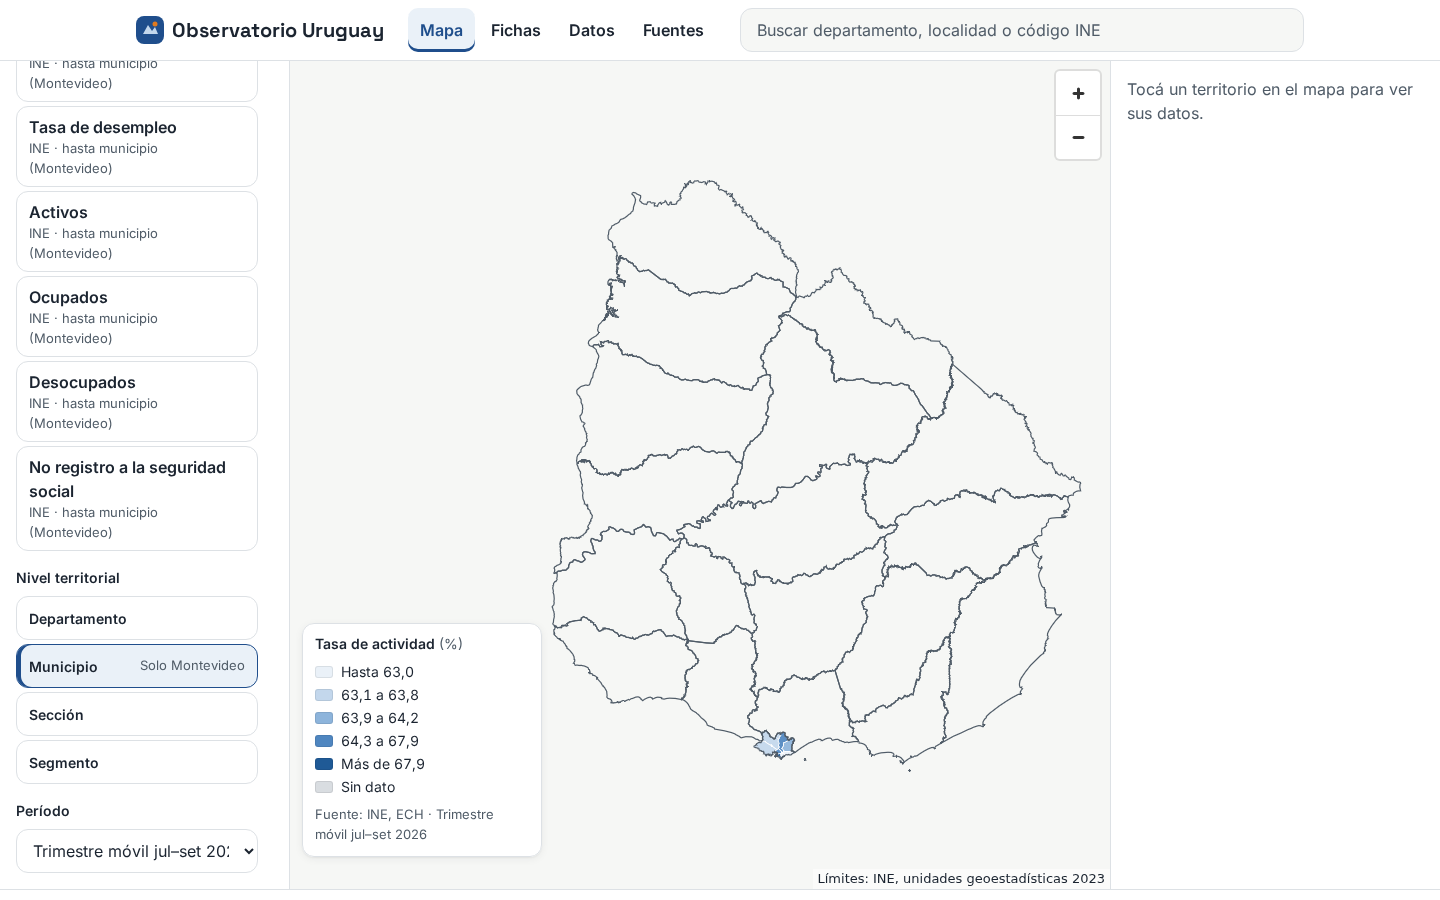 Observatorio Uruguay
Mapa
Fichas
Datos
Fuentes
Buscar departamento, localidad o código INE
INE · hasta municipio
(Montevideo)
Tasa de desempleo
INE · hasta municipio
(Montevideo)
Activos
INE · hasta municipio
(Montevideo)
Ocupados
INE · hasta municipio
(Montevideo)
Desocupados
INE · hasta municipio
(Montevideo)
No registro a la seguridad
social
INE · hasta municipio
(Montevideo)
Nivel territorial
Departamento
Municipio
Solo Montevideo
Sección
Segmento
Período
Trimestre móvil jul–set 20
+
−
Tasa de actividad (%)
Hasta 63,0
63,1 a 63,8
63,9 a 64,2
64,3 a 67,9
Más de 67,9
Sin dato
Fuente: INE, ECH · Trimestre
móvil jul–set 2026
Límites: INE, unidades geoestadísticas 2023
Tocá un territorio en el mapa para ver
sus datos.